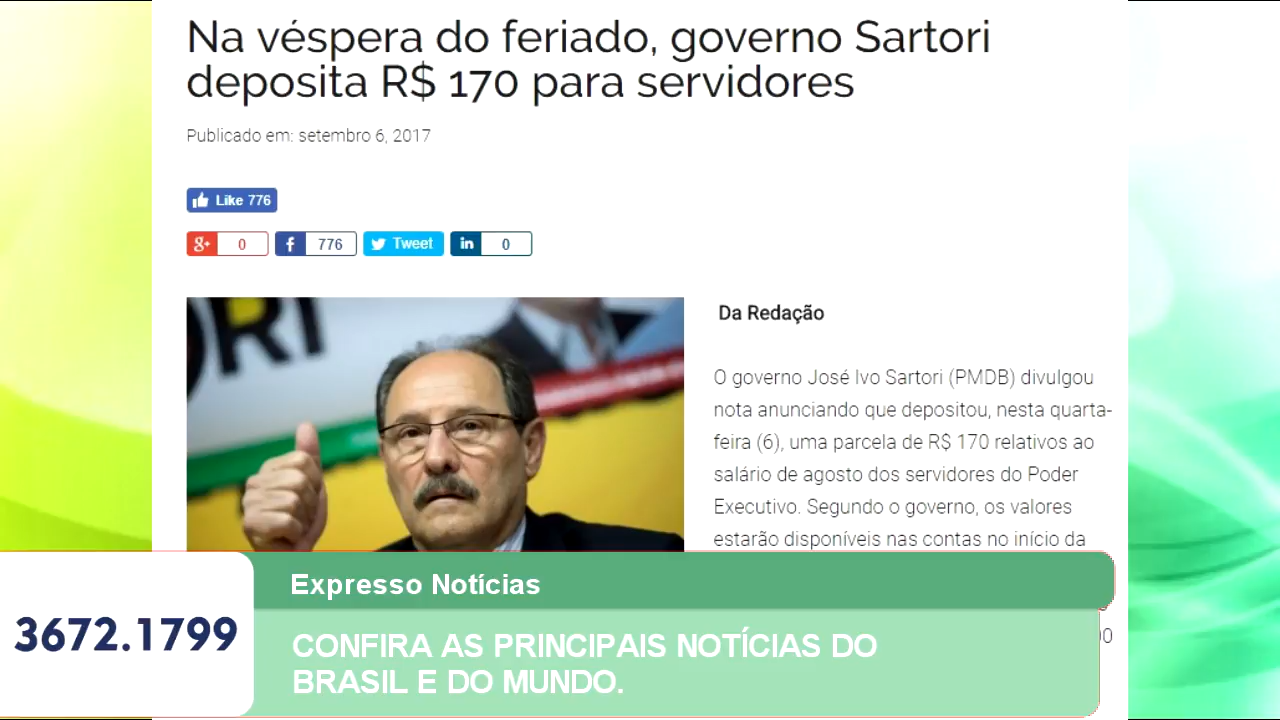 Na véspera do feriado, governo Sartori
deposita R$ 170 para servidores
Publicado em: setembro 6, 2017
Like 776
g+ 0 f 776 Tweet in 0
ORI
Da Redação
O governo José Ivo Sartori (PMDB) divulgou
nota anunciando que depositou, nesta quarta-
feira (6), uma parcela de R$ 170 relativos ao
salário de agosto dos servidores do Poder
Executivo. Segundo o governo, os valores
estarão disponíveis nas contas no início da
Expresso Notícias
3672.1799
CONFIRA AS PRINCIPAIS NOTÍCIAS DO
BRASIL E DO MUNDO.